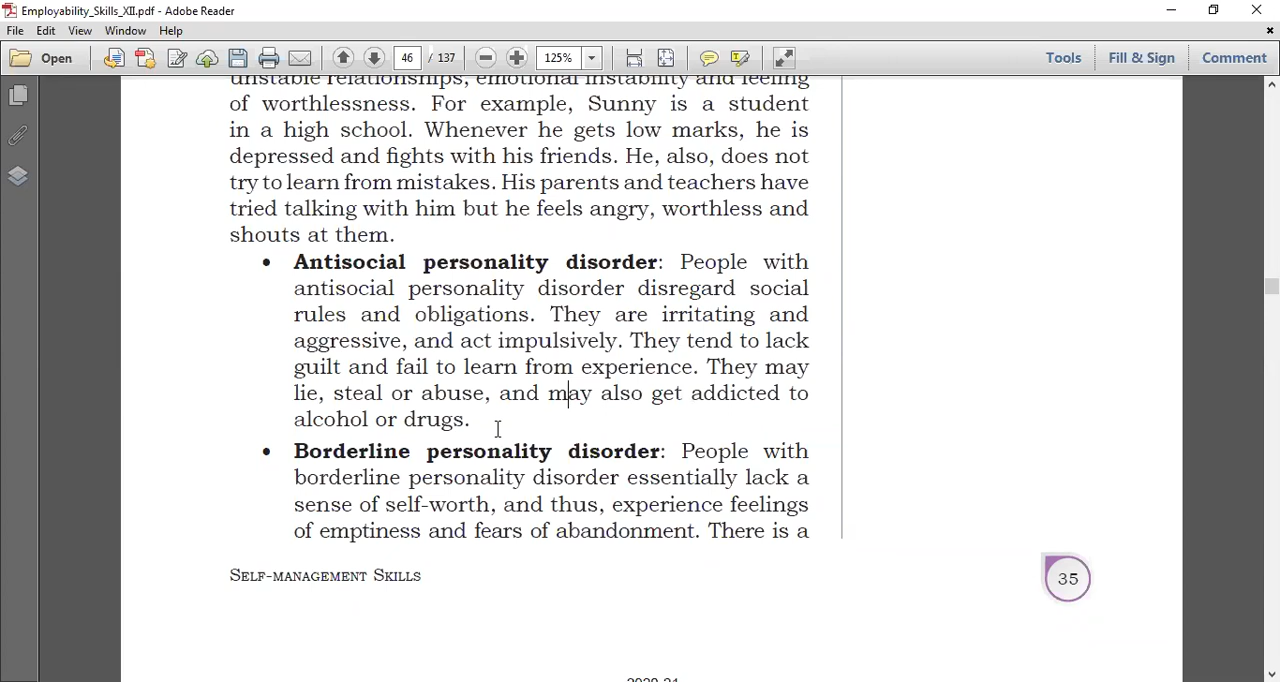 Employability_Skills_XII.pdf - Adobe Reader
File Edit View Window Help
Open 46 / 137 125% Tools Fill & Sign Comment
unstable relationships, emotional instability and feeling
of worthlessness. For example, Sunny is a student
in a high school. Whenever he gets low marks, he is
depressed and fights with his friends. He, also, does not
try to learn from mistakes. His parents and teachers have
tried talking with him but he feels angry, worthless and
shouts at them.
• Antisocial personality disorder: People with
antisocial personality disorder disregard social
rules and obligations. They are irritating and
aggressive, and act impulsively. They tend to lack
guilt and fail to learn from experience. They may
lie, steal or abuse, and may also get addicted to
alcohol or drugs.
• Borderline personality disorder: People with
borderline personality disorder essentially lack a
sense of self-worth, and thus, experience feelings
of emptiness and fears of abandonment. There is a
Self-management Skills
35